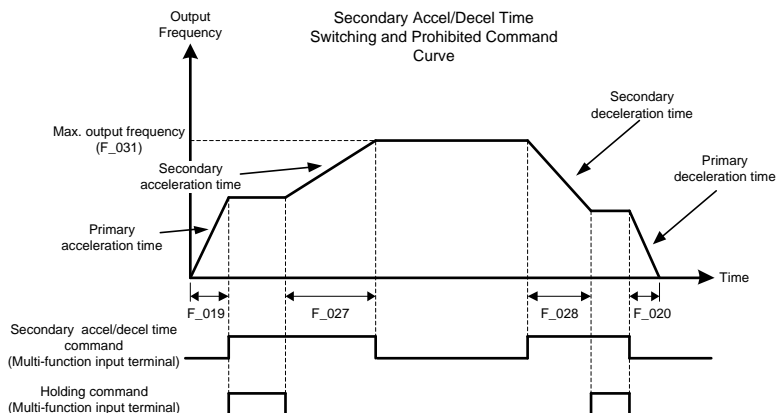 Output
Frequency
Secondary Accel/Decel Time
Switching and Prohibited Command
Curve
Secondary
deceleration time
Max. output frequency
(F_031)
Secondary
acceleration time
Primary
deceleration time
Primary
acceleration time
Time
F_019
F_027
F_028
F_020
Secondary accel/decel time
command
(Multi-function input terminal)
Holding command
(Multi-function input terminal)